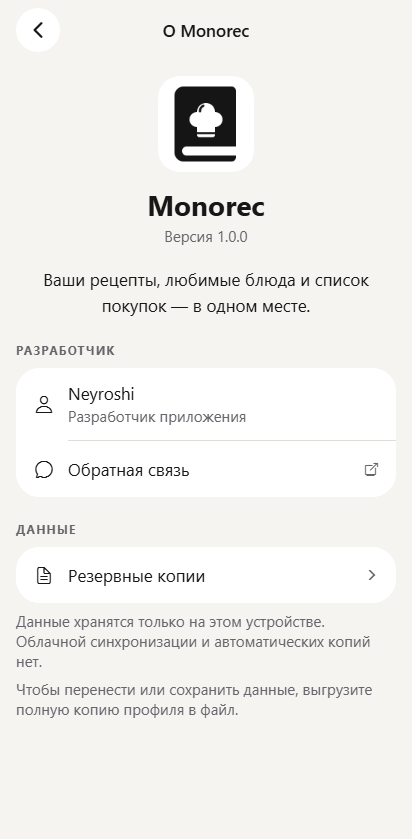 О Monorec
Monorec
Версия 1.0.0
Ваши рецепты, любимые блюда и список
покупок — в одном месте.
РАЗРАБОТЧИК
Neyroshi
Разработчик приложения
Обратная связь
ДАННЫЕ
Резервные копии
Данные хранятся только на этом устройстве.
Облачной синхронизации и автоматических копий
нет.
Чтобы перенести или сохранить данные, выгрузите
полную копию профиля в файл.